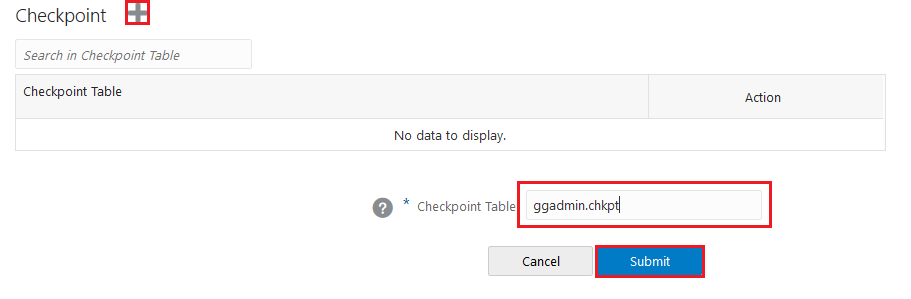 Checkpoint
Search in Checkpoint Table
Checkpoint Table Action
No data to display.
? * Checkpoint Table ggadmin.chkpt
Cancel Submit